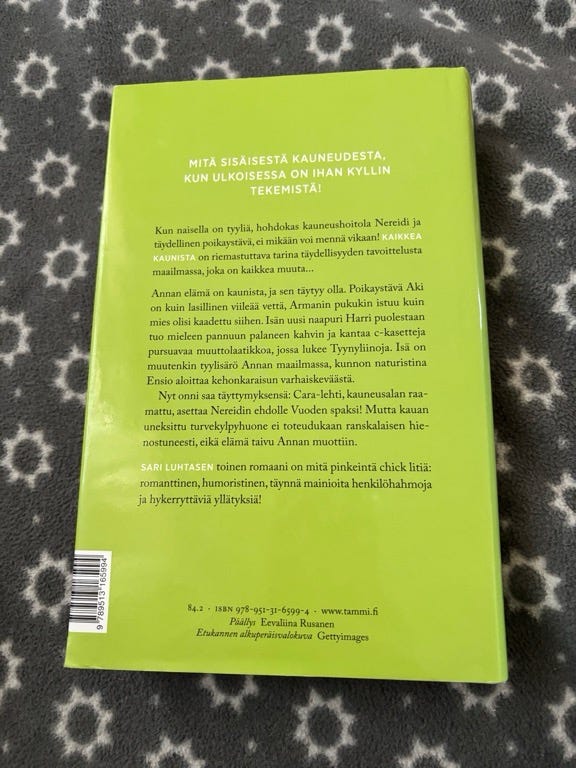 MITÄ SISÄISESTÄ KAUNEUDESTA,
KUN ULKOISESSA ON IHAN KYLLIN
TEKEMISTÄ!
Kun naisella on tyyliä, hohdokas kauneushoitola Nereidi ja
täydellinen poikaystävä, ei mikään voi mennä vikaan! KAIKKEA
KAUNISTA on riemastuttava tarina täydellisyyden tavoittelusta
maailmassa, joka on kaikkea muuta...
Annan elämä on kaunista, ja sen täytyy olla. Poikaystävä Aki
on kuin lasillinen viileää vettä, Armanin pukukin istuu kuin
mies olisi kaadettu siihen. Isän uusi naapuri Harri puolestaan
tuo mieleen pannuun palaneen kahvin ja kantaa c-kasetteja
pursuavaa muuttolaatikkoa, jossa lukee Tyynyliinoja. Isä on
muutenkin tyylisärö Annan maailmassa, kunnon naturistina
Ensio aloittaa kehonkaraisun varhaiskeväästä.
Nyt onni saa täyttymyksensä: Cara-lehti, kauneusalan raa-
mattu, asettaa Nereidin ehdolle Vuoden spaksi! Mutta kauan
uneksittu turvekylpyhuone ei toteudukaan ranskalaisen hie-
nostuneesti, eikä elämä taivu Annan muottiin.
SARI LUHTASEN toinen romaani on mitä pinkeintä chick litiä:
romanttinen, humoristinen, täynnä mainioita henkilöhahmoja
ja hykerryttäviä yllätyksiä!
84.2 · ISBN 978-951-31-6599-4 · www.tammi.fi
Päällys Eevaliina Rusanen
Etukannen alkuperäisvalokuva Gettyimages
9 789513 165994